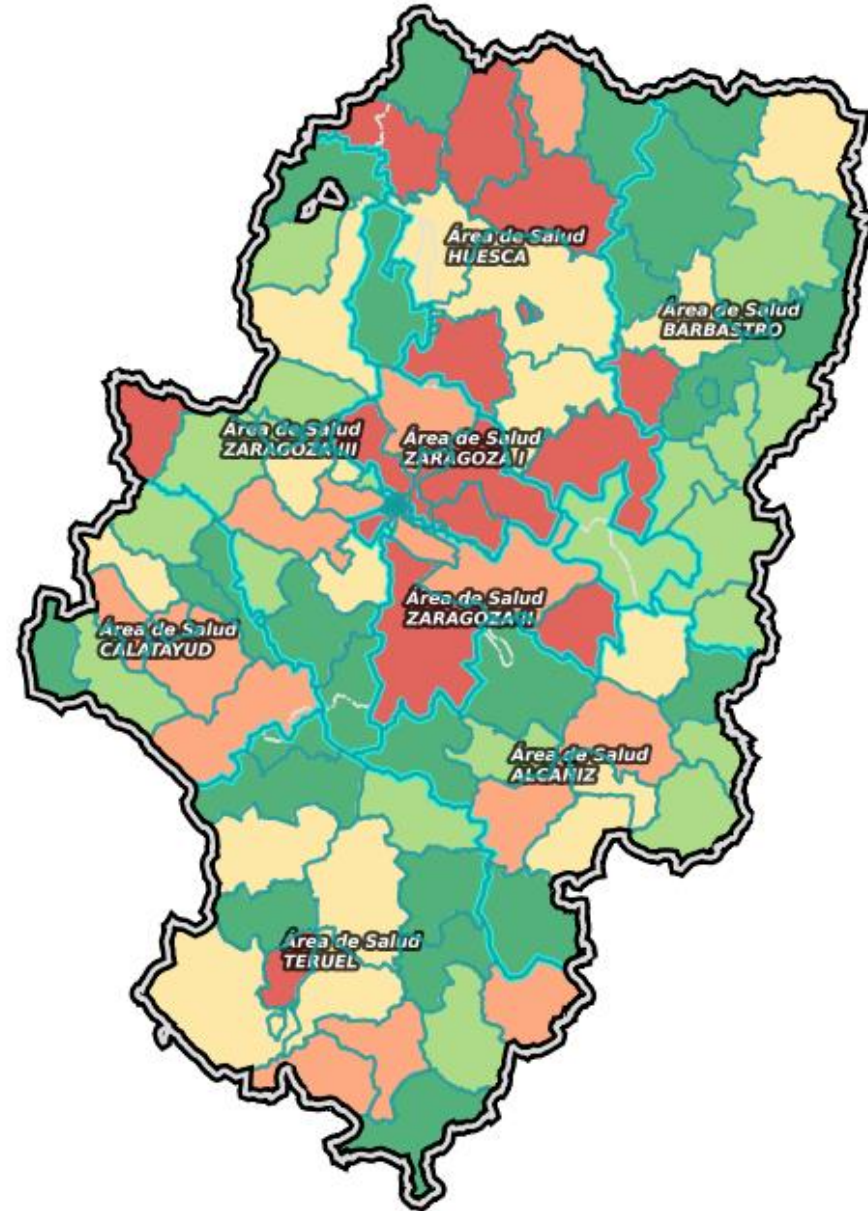 Área de Salud
HUESCA
Área de Salud
BARBASTRO
Área de Salud
ZARAGOZA III
Área de Salud
ZARAGOZA I
Área de Salud
ZARAGOZA II
Área de Salud
CALATAYUD
Área de Salud
ALCAÑIZ
Área de Salud
TERUEL